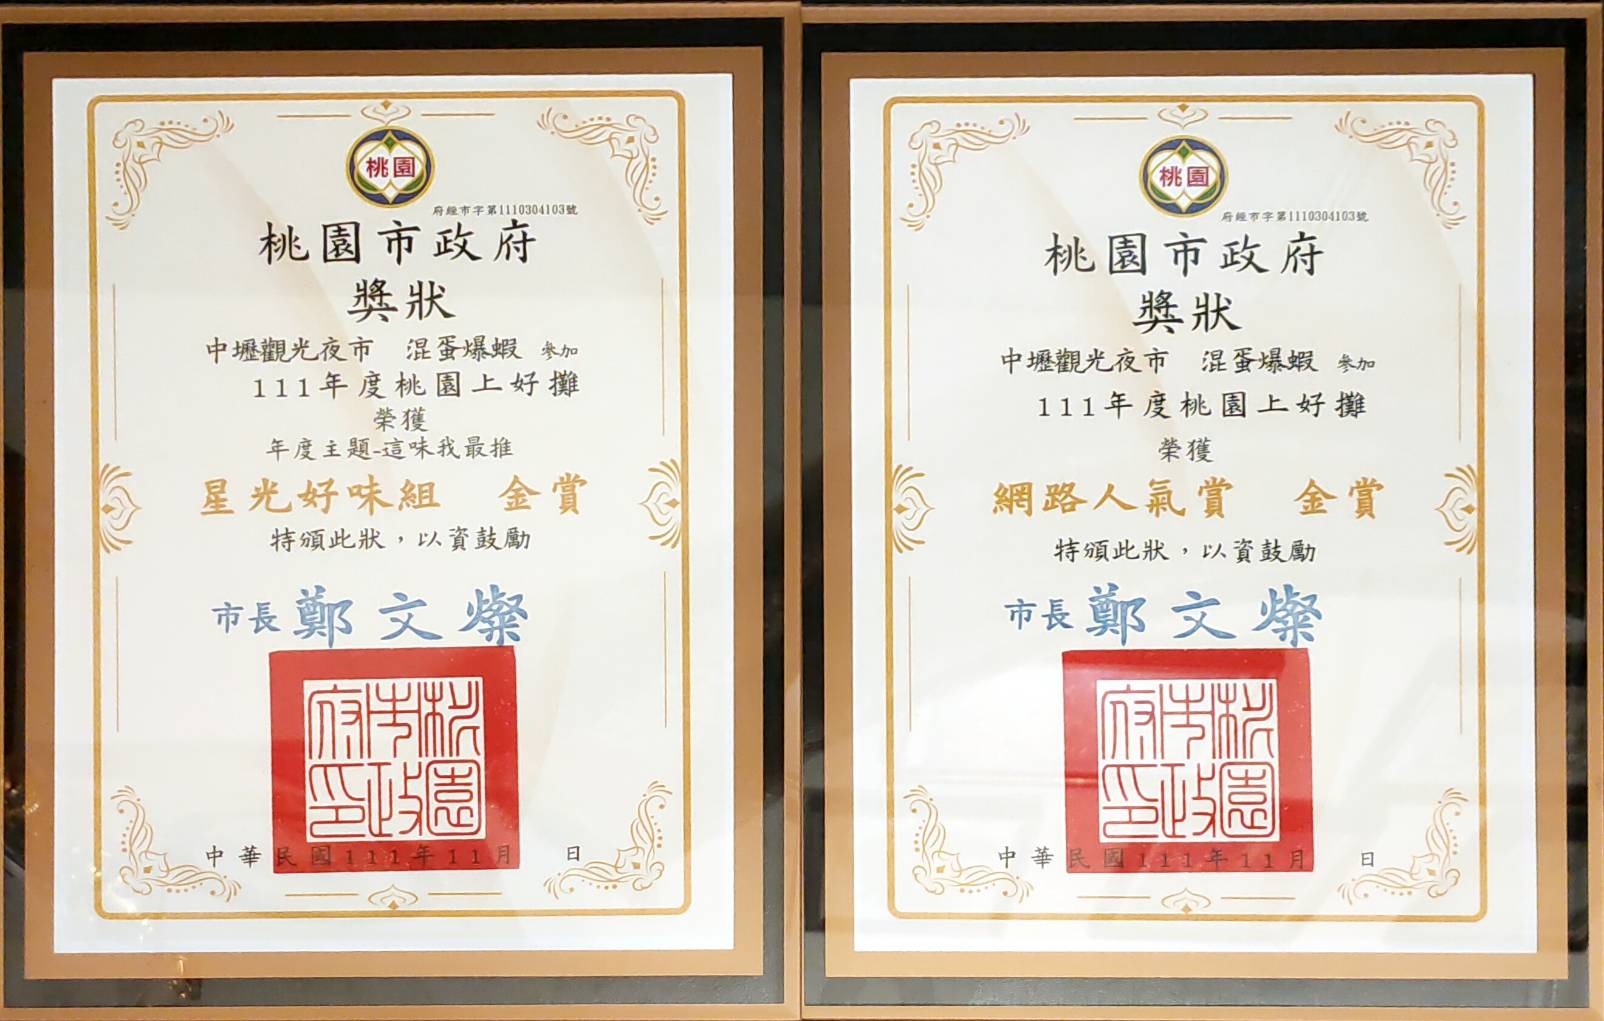 桃園
府經市字第1110304103號
桃園市政府
獎狀
中壢觀光夜市 混蛋爆蝦 參加
111年度桃園上好攤
榮獲
年度主題-這味我最推
星光好味組 金賞
特頒此狀，以資鼓勵
市長 鄭文燦
桃園市政府印
中華民國111年11月 日
桃園
府經市字第1110304103號
桃園市政府
獎狀
中壢觀光夜市 混蛋爆蝦 參加
111年度桃園上好攤
榮獲
網路人氣賞 金賞
特頒此狀，以資鼓勵
市長 鄭文燦
桃園市政府印
中華民國111年11月 日